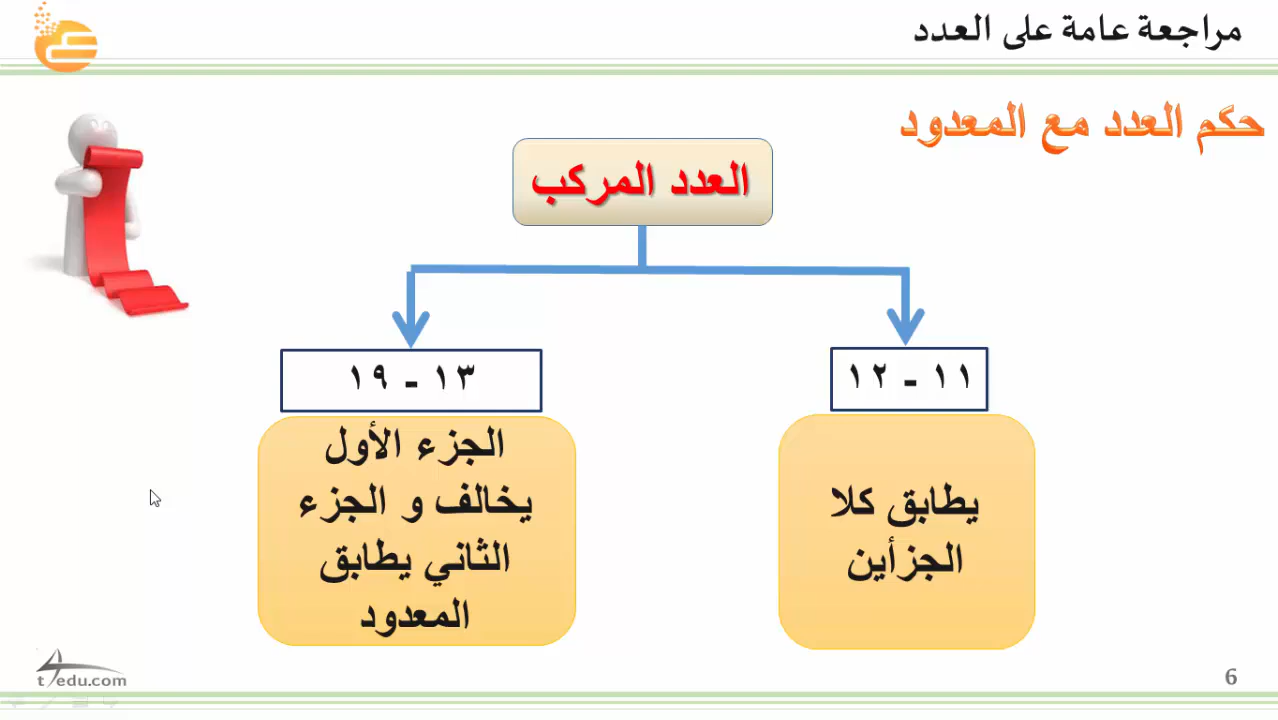 مراجعة عامة على العدد
حكم العدد مع المعدود
العدد المركب
١١ - ١٢
يطابق كلا
الجزأين
١٣ - ١٩
الجزء الأول
يخالف و الجزء
الثاني يطابق
المعدود
t7edu.com
6